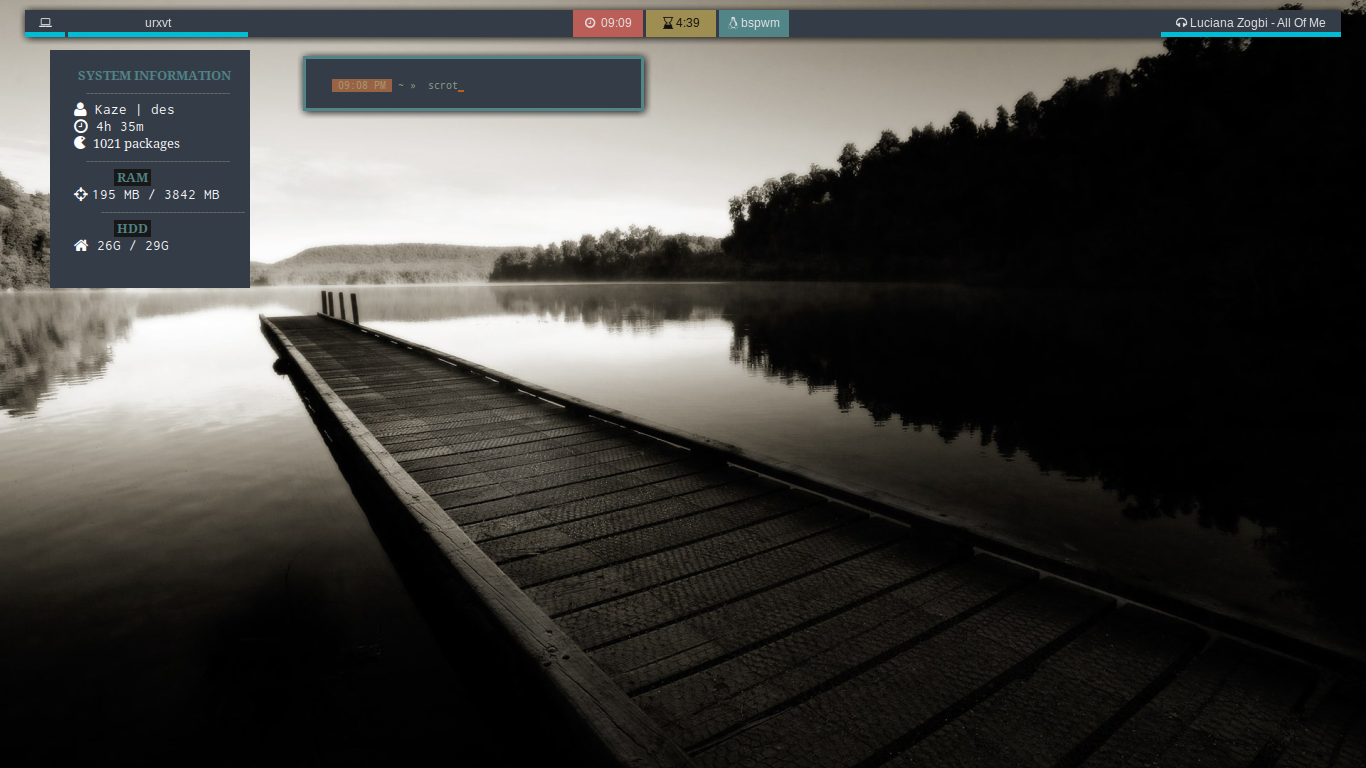 urxvt
09:09
4:39
bspwm
Luciana Zogbi - All Of Me
SYSTEM INFORMATION
Kaze | des
4h 35m
1021 packages
RAM
195 MB / 3842 MB
HDD
26G / 29G
09:08 PM ~ » scrot_